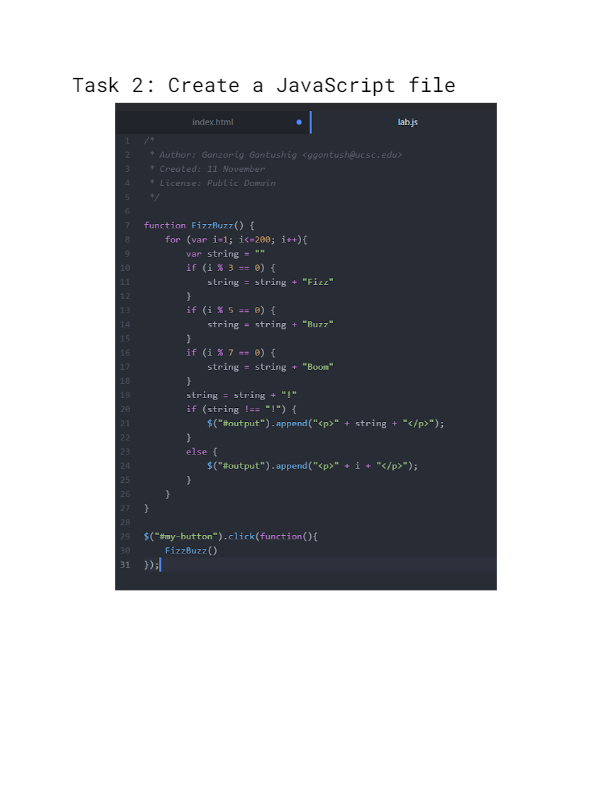 Task 2: Create a JavaScript file
index.html
lab.js
1 /*
2 * Author: Ganzorig Gantushig <ggantush@ucsc.edu>
3 * Created: 11 November
4 * License: Public Domain
5 */
6
7 function FizzBuzz() {
8 for (var i=1; i<=200; i++){
9 var string = ""
10 if (i % 3 == 0) {
11 string = string + "Fizz"
12 }
13 if (i % 5 == 0) {
14 string = string + "Buzz"
15 }
16 if (i % 7 == 0) {
17 string = string + "Boom"
18 }
19 string = string + "!"
20 if (string !== "!") {
21 $("#output").append("<p>" + string + "</p>");
22 }
23 else {
24 $("#output").append("<p>" + i + "</p>");
25 }
26 }
27 }
28
29 $("#my-button").click(function(){
30 FizzBuzz()
31 });